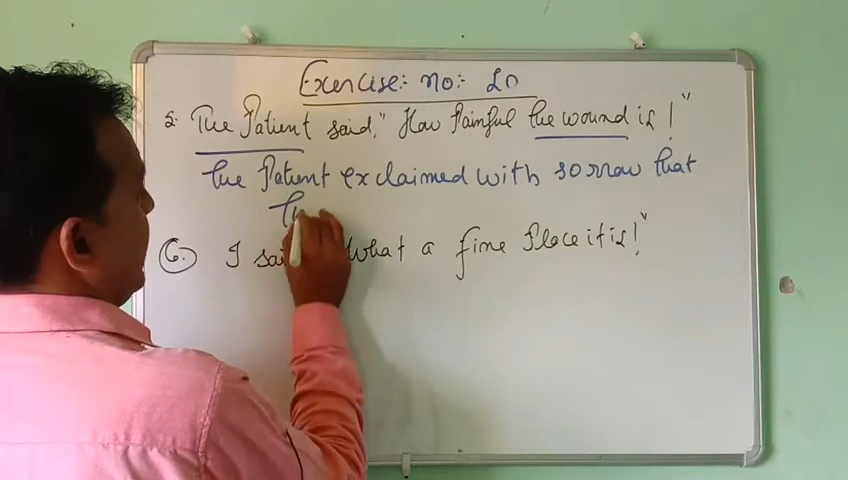 Exercise:- no:- 20
5. The Patient said," How Painful the wound is !"
the Patient exclaimed with sorrow that
6. I What a fine Place it is !"